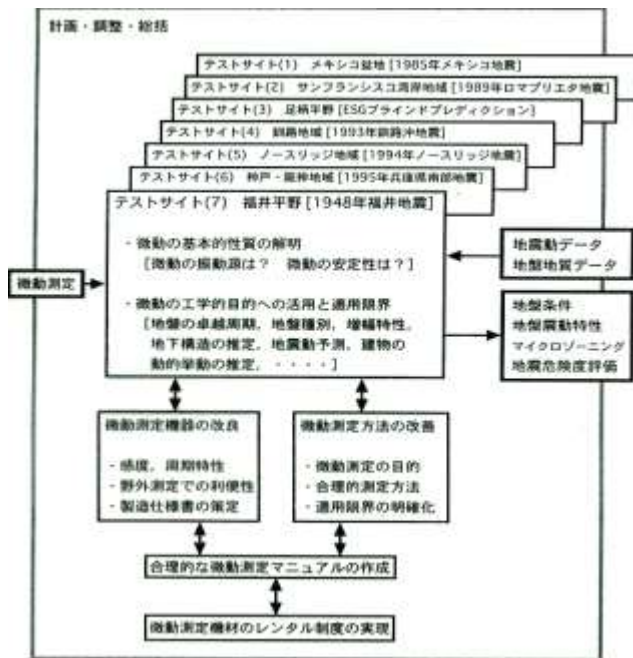 計画・調整・総括
テストサイト(1) メキシコ盆地 [1985年メキシコ地震]
テストサイト(2) サンフランシスコ湾岸地域 [1989年ロマプリエタ地震]
テストサイト(3) 足柄平野 [ESGブラインドプレディクション]
テストサイト(4) 釧路地域 [1993年釧路沖地震]
テストサイト(5) ノースリッジ地域 [1994年ノースリッジ地震]
テストサイト(6) 神戸・阪神地域 [1995年兵庫県南部地震]
テストサイト(7) 福井平野 [1948年福井地震]
・微動の基本的性質の解明
[微動の振動源は? 微動の安定性は?]
・微動の工学的目的への活用と適用限界
[地盤の卓越周期, 地盤種別, 増幅特性,
地下構造の推定, 地震動予測, 建物の
動的挙動の推定, ・・・・]
微動測定
地震動データ
地盤地質データ
地盤条件
地盤震動特性
マイクロゾーニング
地震危険度評価
微動測定機器の改良
・感度, 周期特性
・野外測定での利便性
・製造仕様書の策定
微動測定方法の改善
・微動測定の目的
・合理的測定方法
・適用限界の明確化
合理的な微動測定マニュアルの作成
微動測定機材のレンタル制度の実現